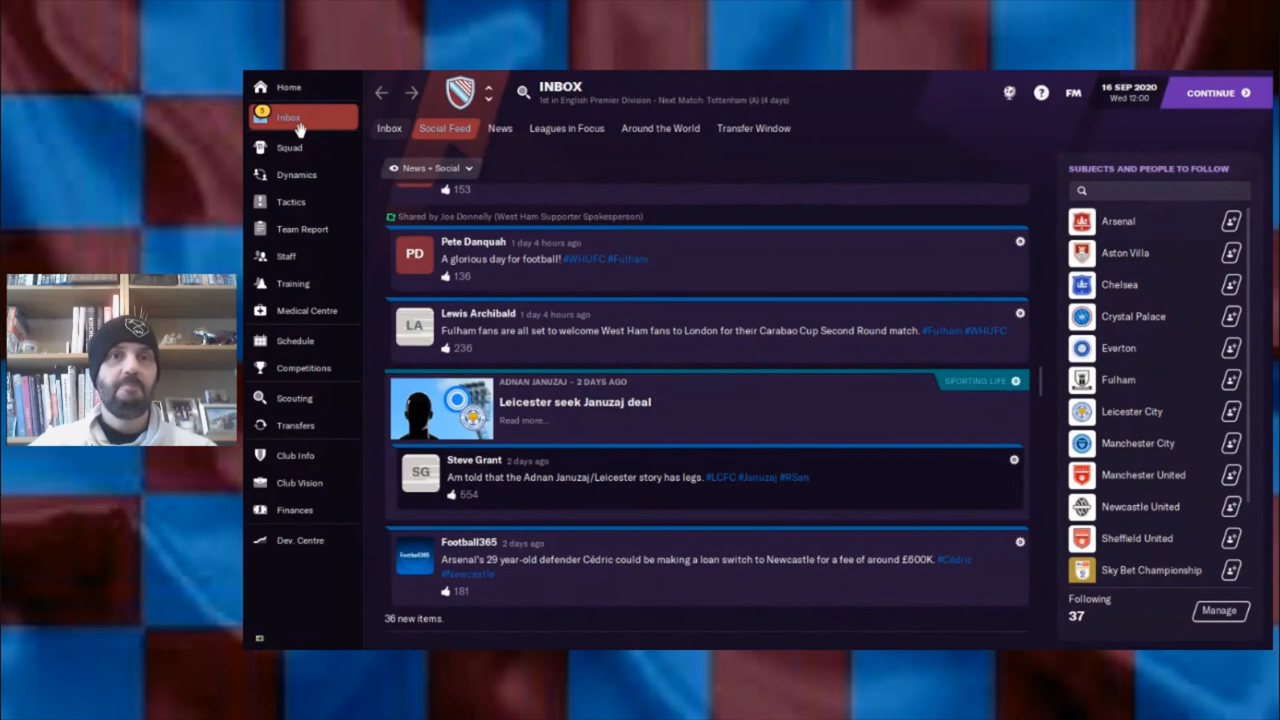 Home
5
Inbox
Squad
Dynamics
Tactics
Team Report
Staff
Training
Medical Centre
Schedule
Competitions
Scouting
Transfers
Club Info
Club Vision
Finances
Dev. Centre
INBOX
1st in English Premier Division - Next Match: Tottenham (A) (4 days)
?
FM
16 SEP 2020
Wed 12:00
CONTINUE
Inbox
Social Feed
News
Leagues in Focus
Around the World
Transfer Window
News + Social
153
Shared by Joe Donnelly (West Ham Supporter Spokesperson)
PD
Pete Danquah 1 day 4 hours ago
A glorious day for football! #WHUFC #Fulham
136
LA
Lewis Archibald 1 day 4 hours ago
Fulham fans are all set to welcome West Ham fans to London for their Carabao Cup Second Round match. #Fulham #WHUFC
236
ADNAN JANUZAJ - 2 DAYS AGO
SPORTING LIFE
Leicester seek Januzaj deal
Read more...
SG
Steve Grant 2 days ago
Am told that the Adnan Januzaj/Leicester story has legs. #LCFC #Januzaj #RSan
554
Football365
Football365 2 days ago
Arsenal's 29 year-old defender Cédric could be making a loan switch to Newcastle for a fee of around £600K. #Cédric
#Newcastle
181
36 new items.
SUBJECTS AND PEOPLE TO FOLLOW
Arsenal
Aston Villa
Chelsea
Crystal Palace
Everton
Fulham
Leicester City
Manchester City
Manchester United
Newcastle United
Sheffield United
Sky Bet Championship
Following
37
Manage